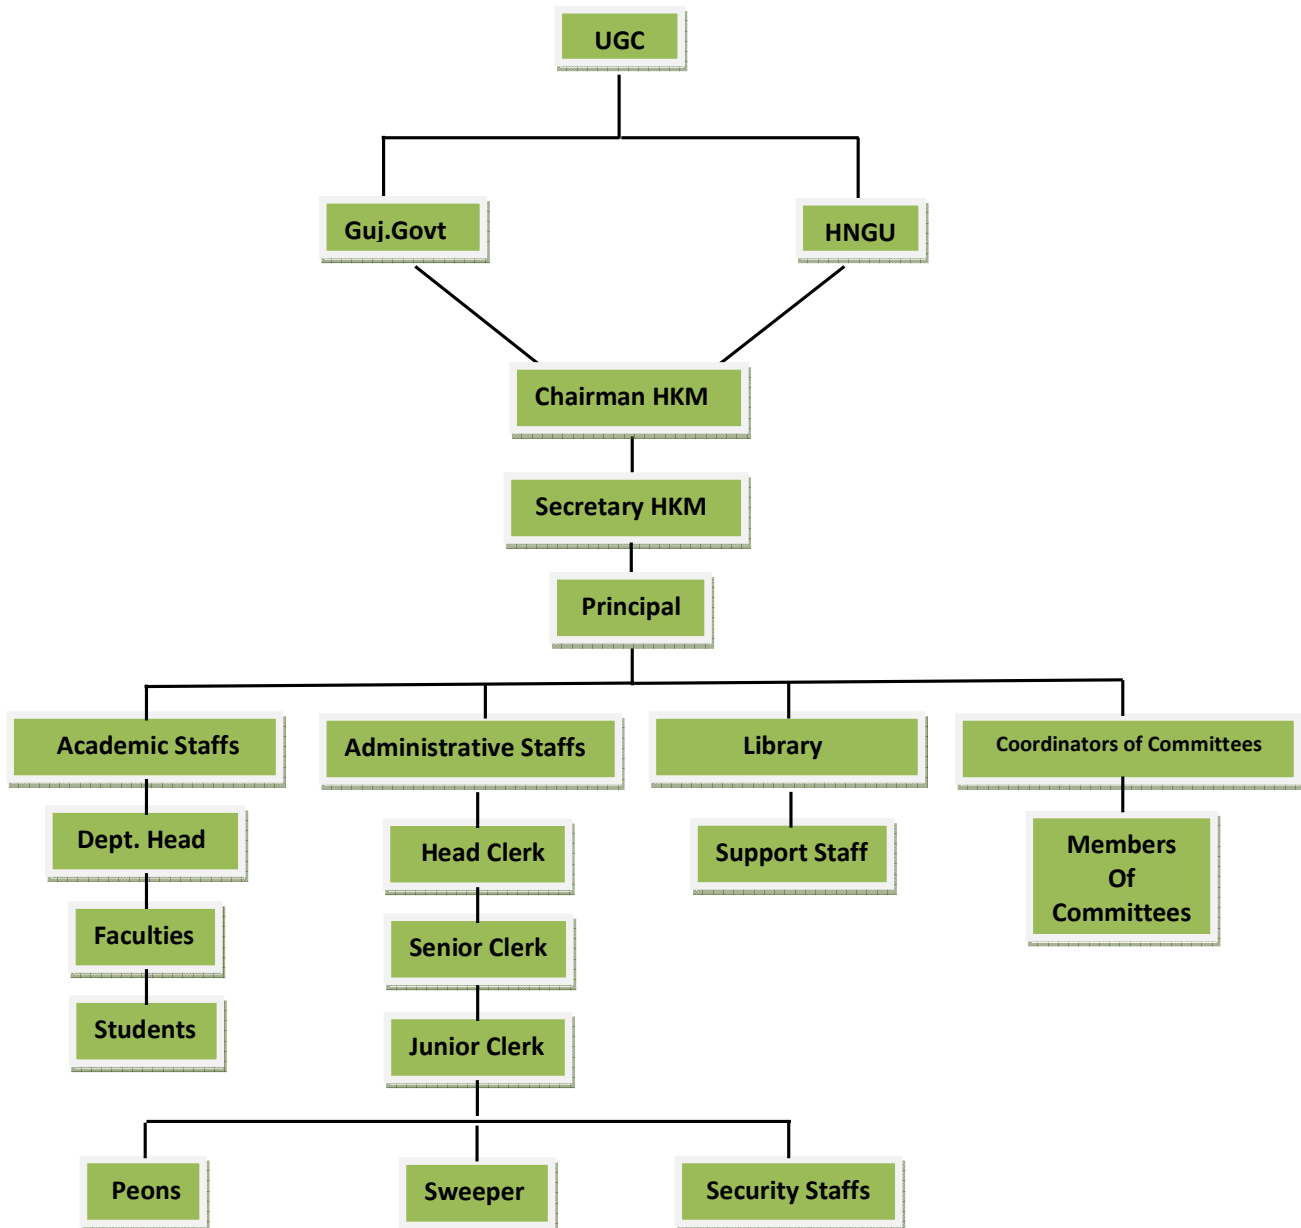 UGC
Guj.Govt
HNGU
Chairman HKM
Secretary HKM
Principal
Academic Staffs
Administrative Staffs
Library
Coordinators of Committees
Dept. Head
Head Clerk
Support Staff
Members
Of
Committees
Faculties
Senior Clerk
Students
Junior Clerk
Peons
Sweeper
Security Staffs